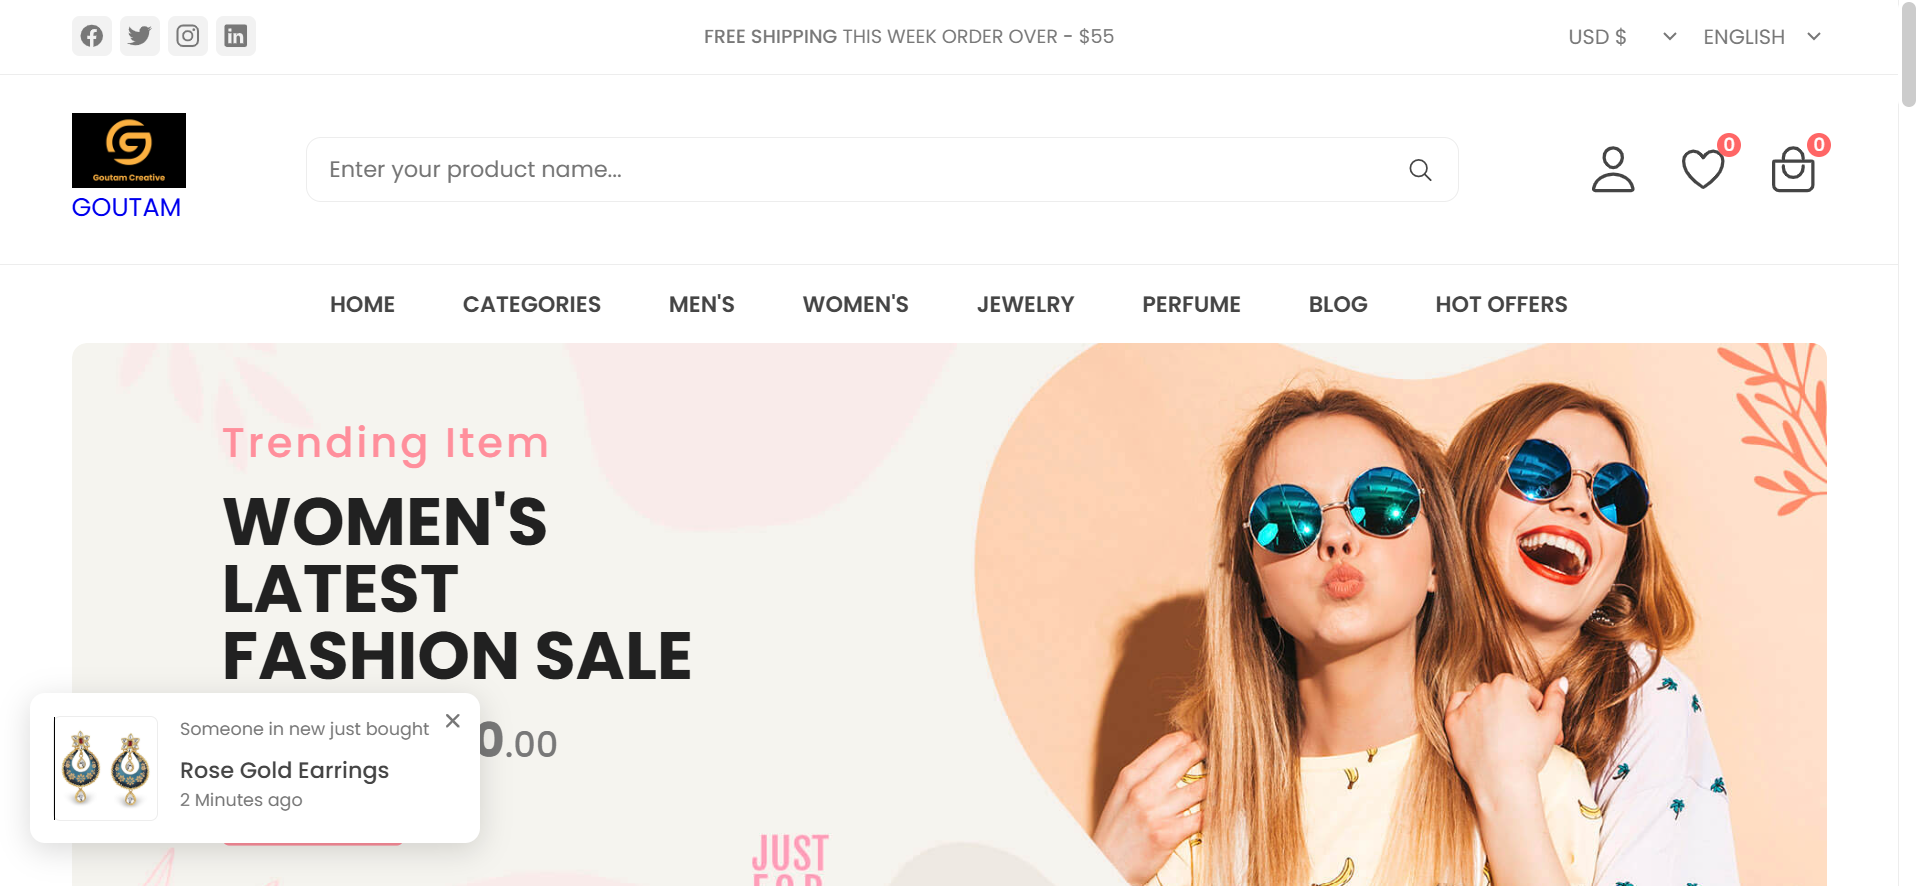 FREE SHIPPING THIS WEEK ORDER OVER - $55
USD $
ENGLISH
Goutam Creative
GOUTAM
Enter your product name...
0
0
HOME
CATEGORIES
MEN'S
WOMEN'S
JEWELRY
PERFUME
BLOG
HOT OFFERS
Trending Item
WOMEN'S
LATEST
FASHION SALE
0.00
Someone in new just bought
Rose Gold Earrings
2 Minutes ago
JUST